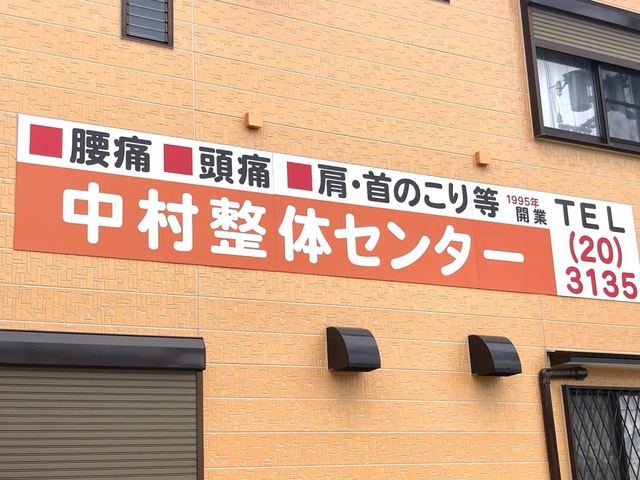 ■腰痛 ■頭痛 ■肩・首のこり等
1995年
開業
中村整体センター
TEL
(20)
3135